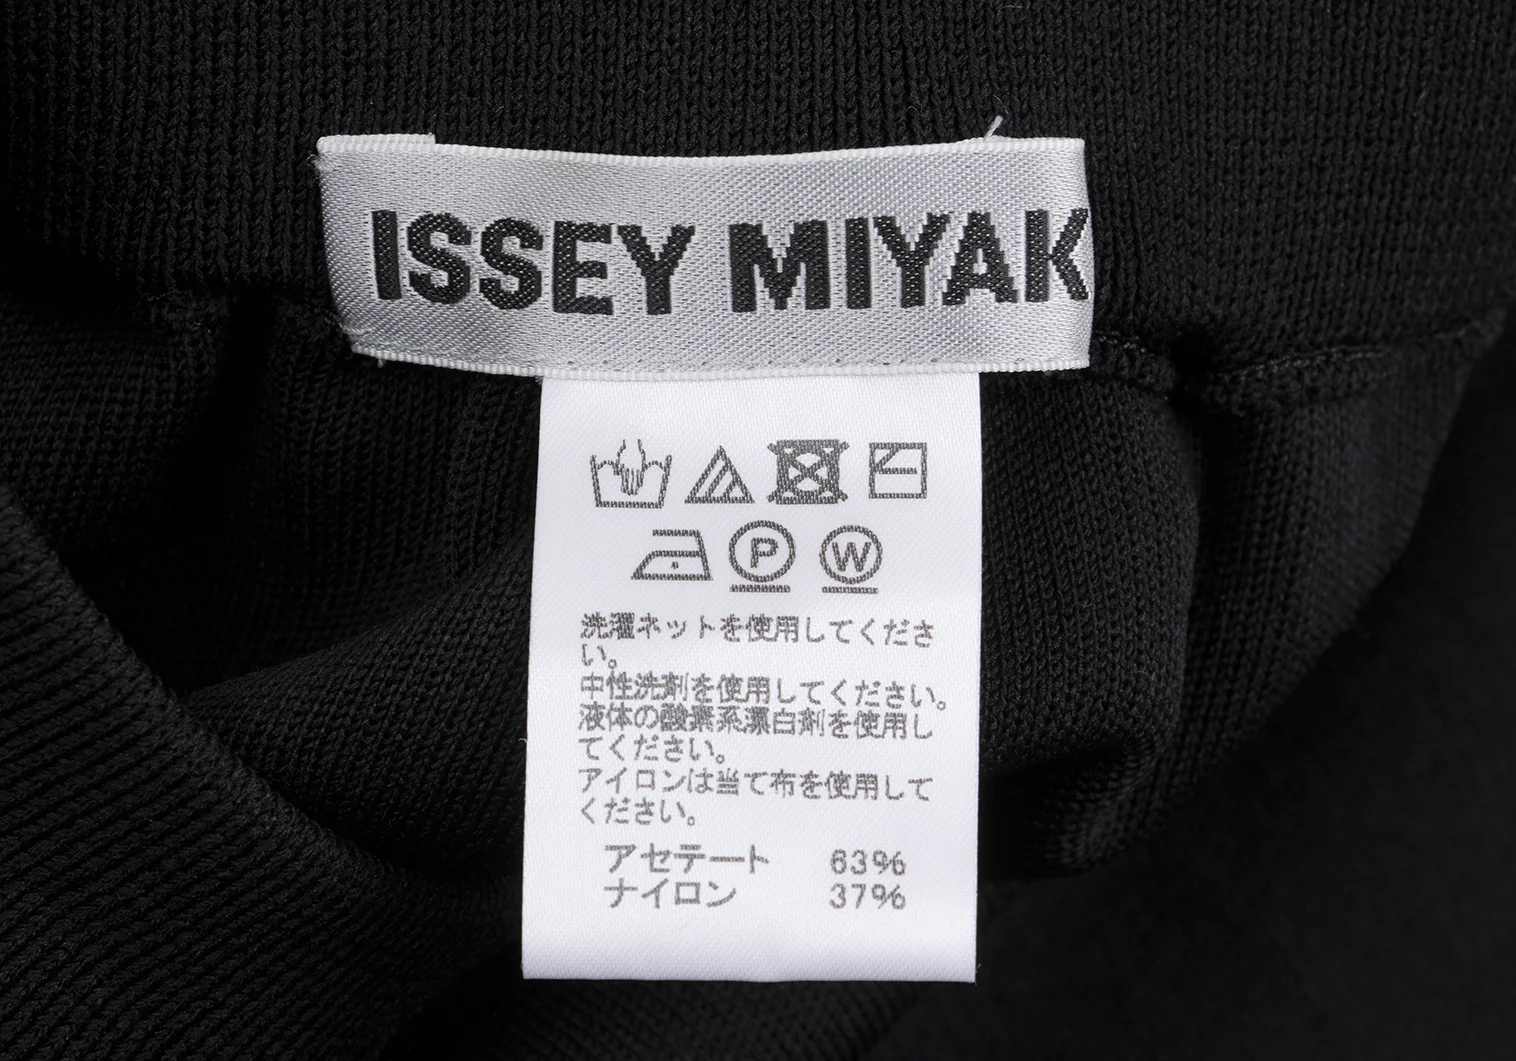 ISSEY MIYAK
P W
洗濯ネットを使用してくださ
い。
中性洗剤を使用してください。
液体の酸素系漂白剤を使用し
てください。
アイロンは当て布を使用して
ください。
アセテート 63%
ナイロン 37%